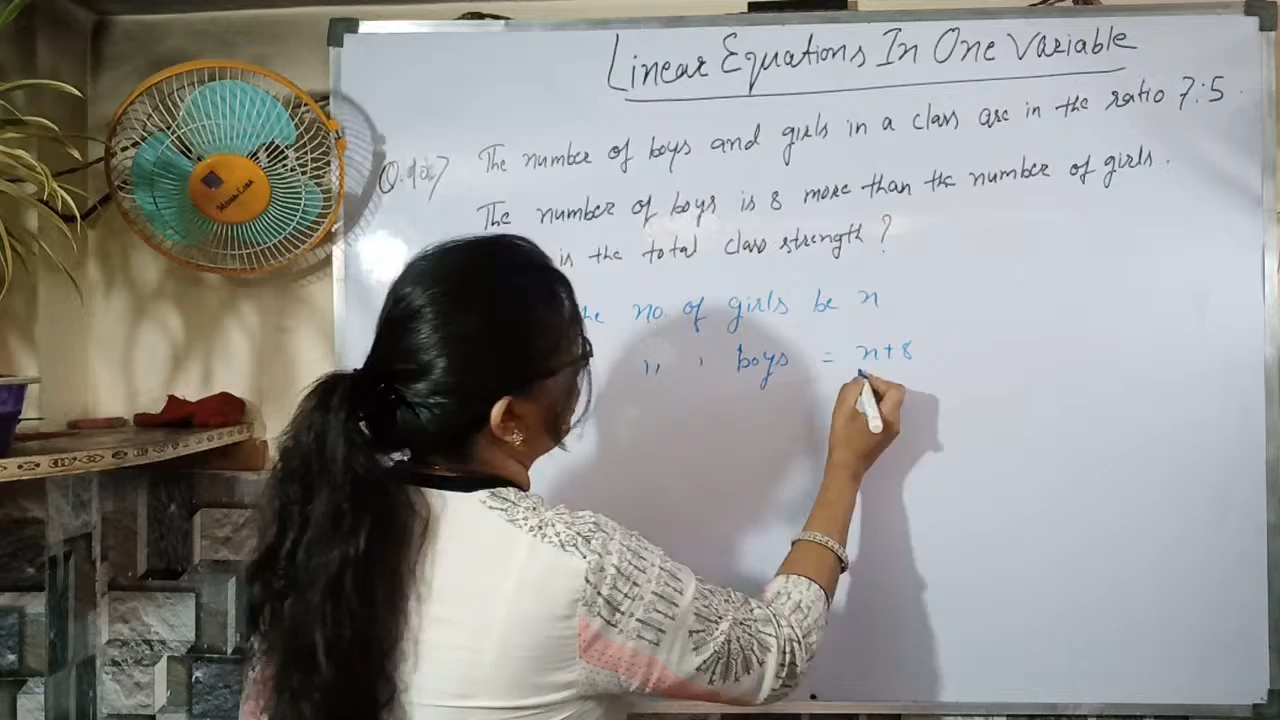 Linear Equations In One Variable
The number of boys and girls in a class are in the ratio 7:5.
The number of boys is 8 more than the number of girls.
is the total class strength?
he no. of girls be x
,, , boys = x+8